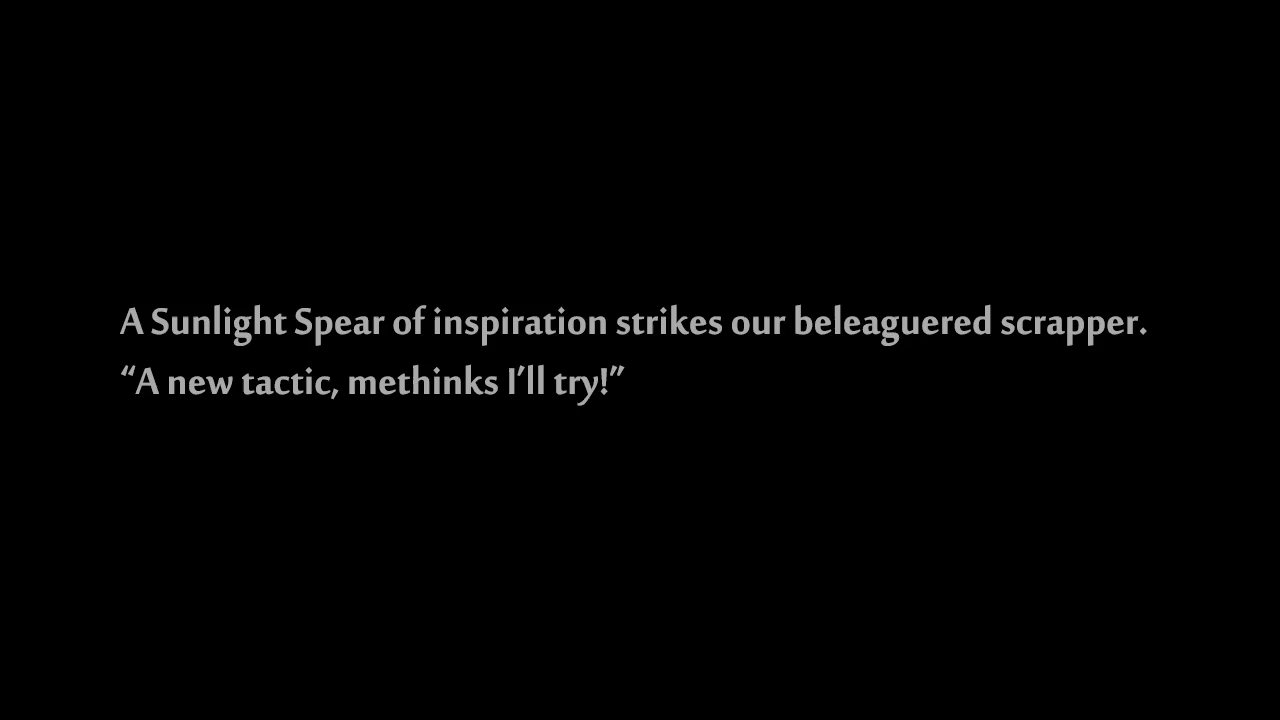 A Sunlight Spear of inspiration strikes our beleaguered scrapper.
“A new tactic, methinks I’ll try!”